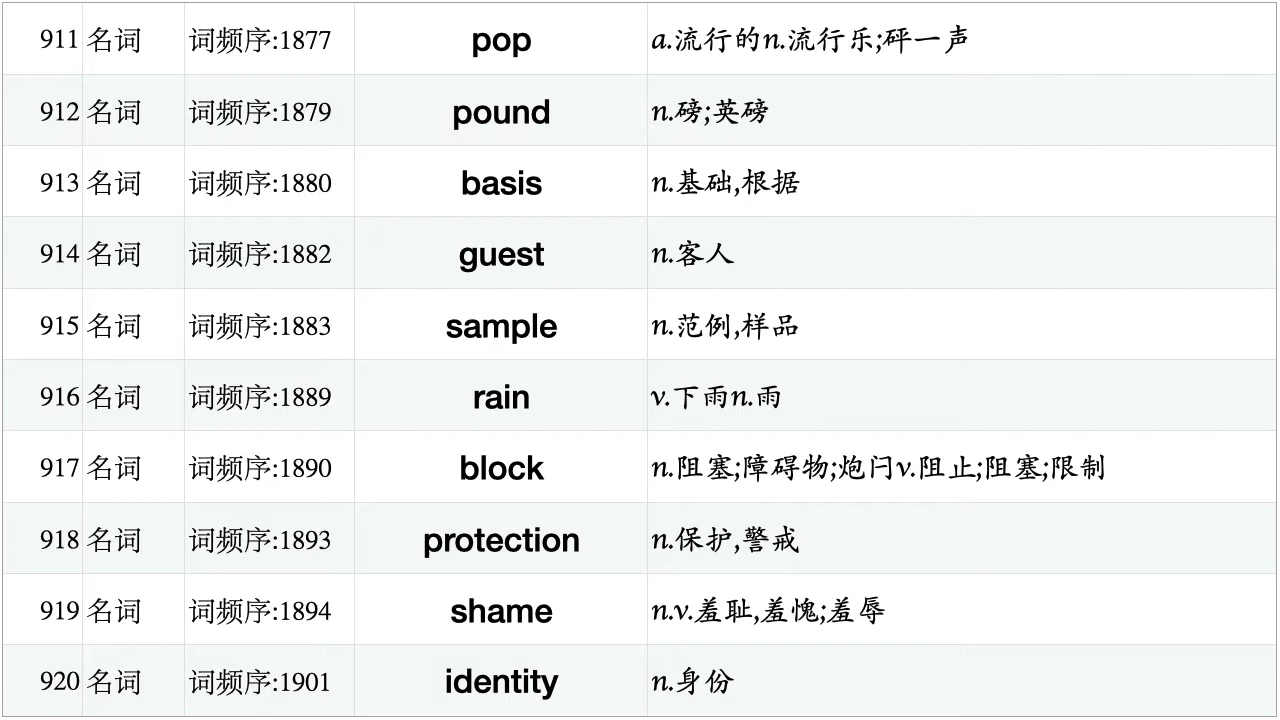 911 名词 词频序:1877 pop a.流行的n.流行乐;砰一声
912 名词 词频序:1879 pound n.磅;英磅
913 名词 词频序:1880 basis n.基础,根据
914 名词 词频序:1882 guest n.客人
915 名词 词频序:1883 sample n.范例,样品
916 名词 词频序:1889 rain v.下雨n.雨
917 名词 词频序:1890 block n.阻塞;障碍物;炮闩v.阻止;阻塞;限制
918 名词 词频序:1893 protection n.保护,警戒
919 名词 词频序:1894 shame n.v.羞耻,羞愧;羞辱
920 名词 词频序:1901 identity n.身份